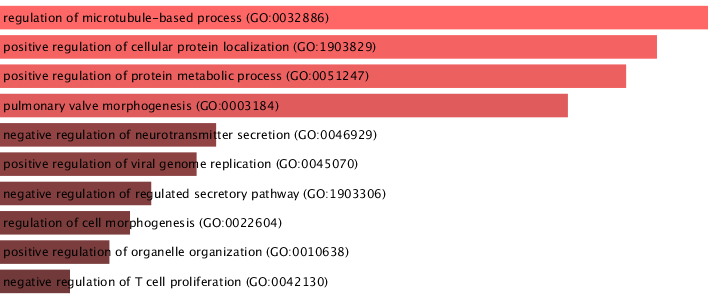 regulation of microtubule-based process (GO:0032886)
positive regulation of cellular protein localization (GO:1903829)
positive regulation of protein metabolic process (GO:0051247)
pulmonary valve morphogenesis (GO:0003184)
negative regulation of neurotransmitter secretion (GO:0046929)
positive regulation of viral genome replication (GO:0045070)
negative regulation of regulated secretory pathway (GO:1903306)
regulation of cell morphogenesis (GO:0022604)
positive regulation of organelle organization (GO:0010638)
negative regulation of T cell proliferation (GO:0042130)